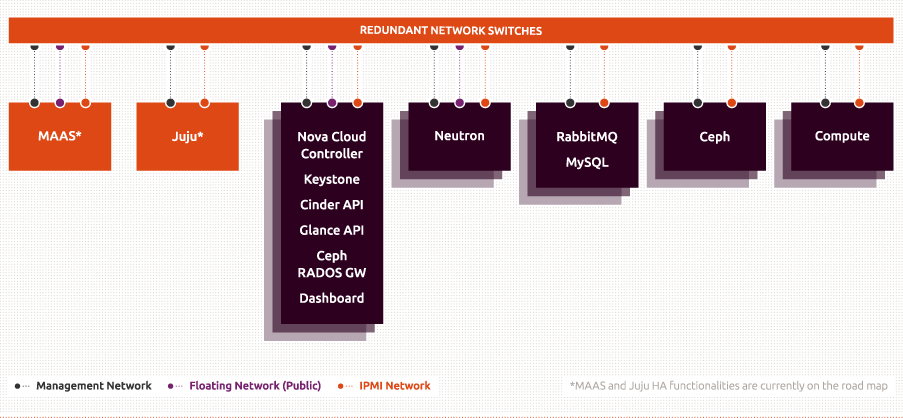 REDUNDANT NETWORK SWITCHES
MAAS*
Juju*
Nova Cloud
Controller
Keystone
Cinder API
Glance API
Ceph
RADOS GW
Dashboard
Neutron
RabbitMQ
MySQL
Ceph
Compute
Management Network
Floating Network (Public)
IPMI Network
*MAAS and Juju HA functionalities are currently on the road map